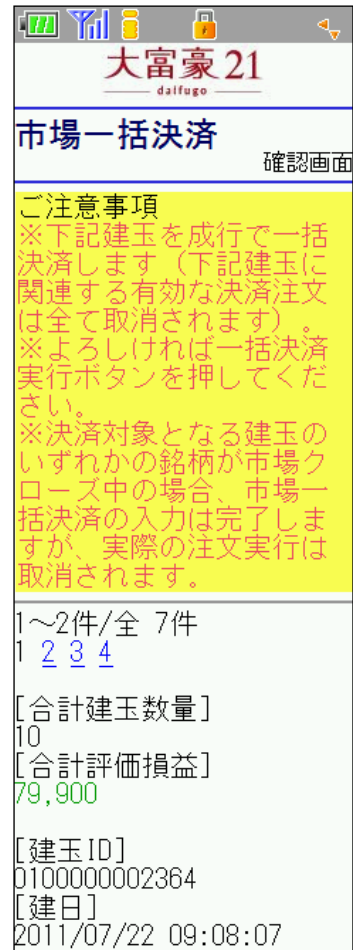 大富豪21
daifugo
市場一括決済
確認画面
ご注意事項
※下記建玉を成行で一括
決済します（下記建玉に
関連する有効な決済注文
は全て取消されます）。
※よろしければ一括決済
実行ボタンを押してくだ
さい。
※決済対象となる建玉の
いずれかの銘柄が市場ク
ローズ中の場合、市場一
括決済の入力は完了しま
すが、実際の注文実行は
取消されます。
1～2件/全 7件
1 2 3 4
[合計建玉数量]
10
[合計評価損益]
79,900
[建玉ID]
0100000002364
[建日]
2011/07/22 09:08:07